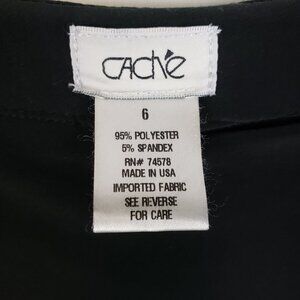 CACHé
6
95% POLYESTER
5% SPANDEX
RN# 74578
MADE IN USA
IMPORTED FABRIC
SEE REVERSE
FOR CARE